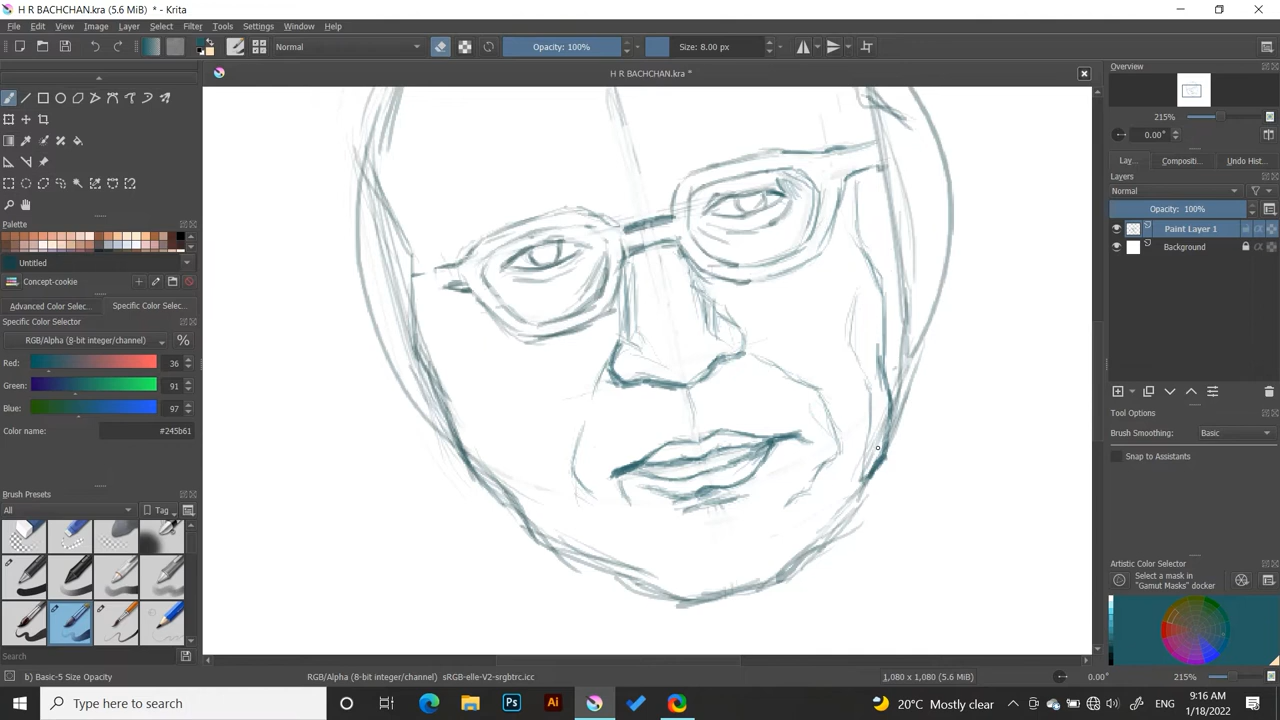 H R BACHCHAN.kra (5.6 MiB) * - Krita
File Edit View Image Layer Select Filter Tools Settings Window Help
Normal Opacity: 100% Size: 8.00 px
H R BACHCHAN.kra *
Overview
215%
0.00°
Lay... Compositi... Undo Hist...
Layers
Normal
Opacity: 100%
Paint Layer 1
Background
Palette
Untitled
Concept-cookie
Advanced Color Selec... Specific Color Selec...
Specific Color Selector
RGB/Alpha (8-bit integer/channel) %
Red: 36
Green: 91
Blue: 97
Color name: #245b61
Tool Options
Brush Smoothing: Basic
Snap to Assistants
Brush Presets
All Tag
Search
Artistic Color Selector
Select a mask in
"Gamut Masks" docker
b) Basic-5 Size Opacity RGB/Alpha (8-bit integer/channel) sRGB-elle-V2-srgbtrc.icc 1,080 x 1,080 (5.6 MiB) 0.00° 215%
Type here to search Ps Ai 20°C Mostly clear ENG 9:16 AM
1/18/2022